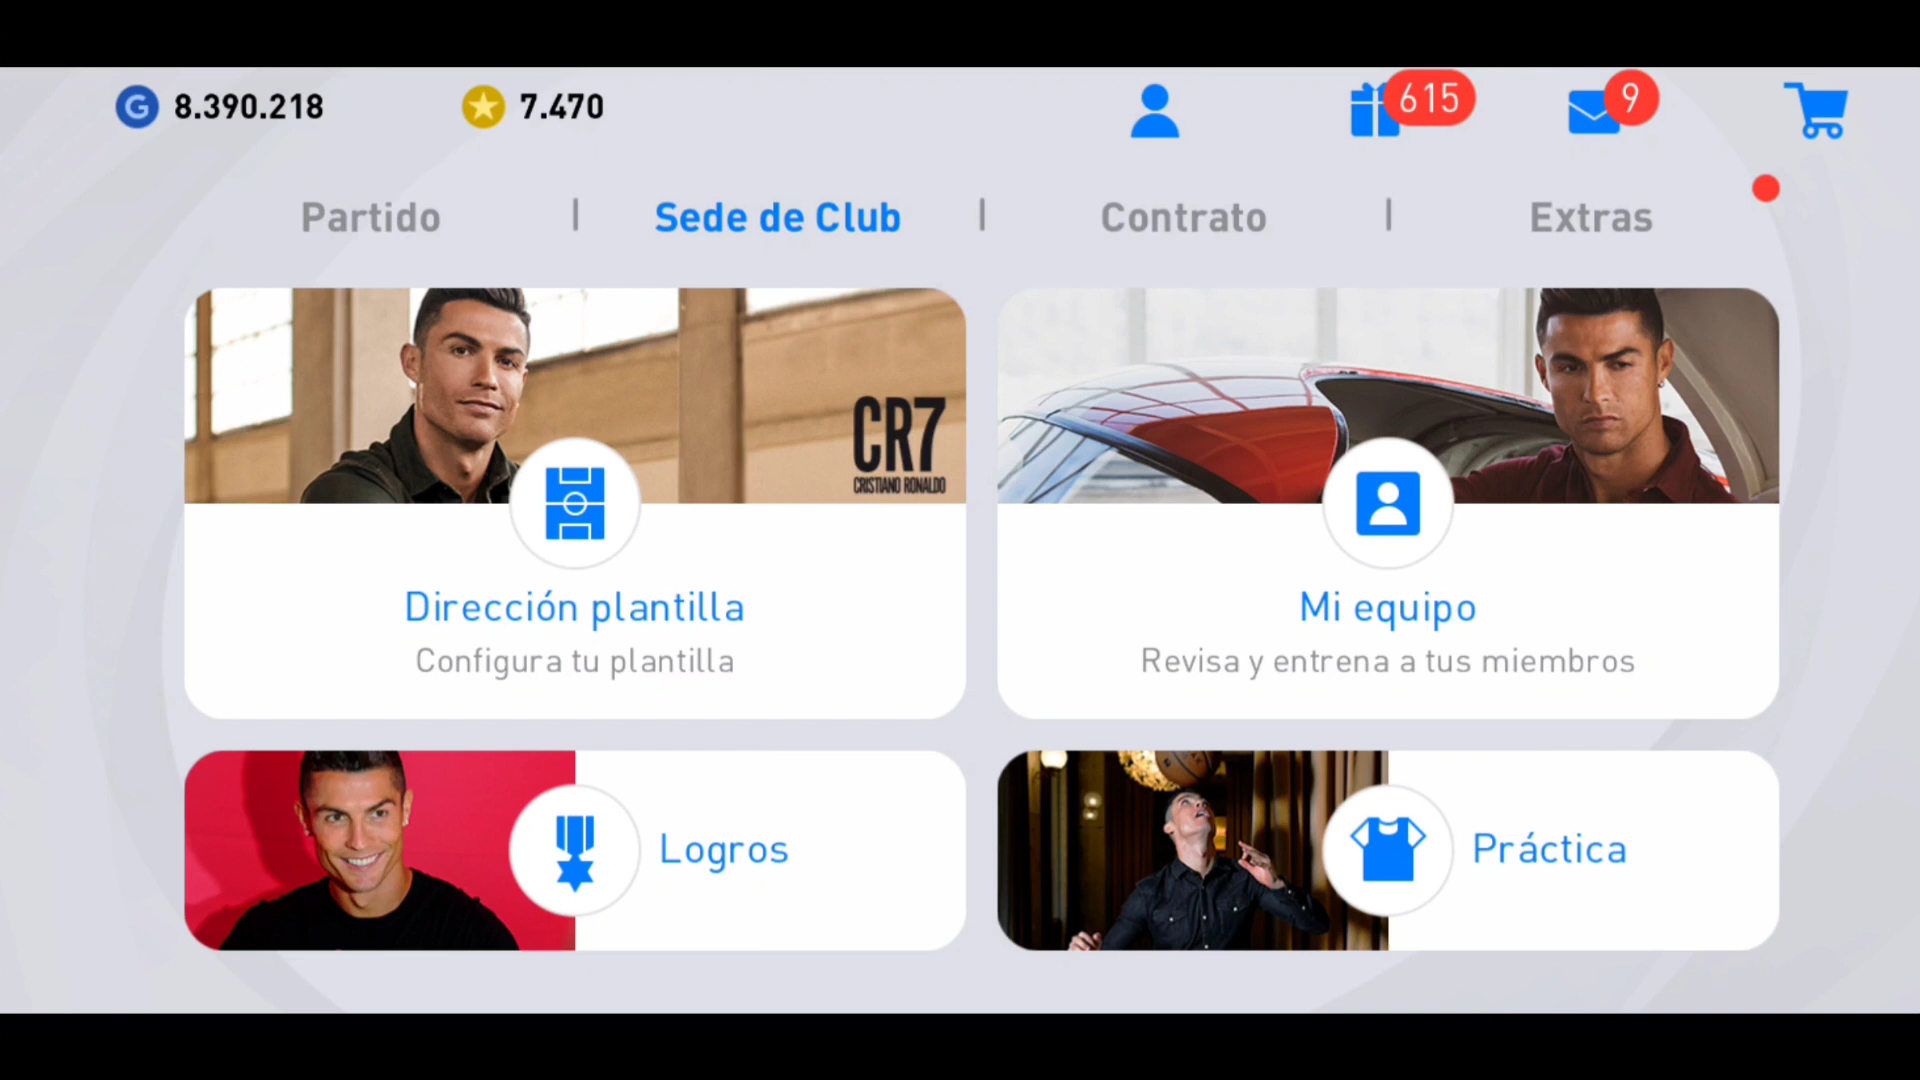 G 8.390.218
7.470
615
9
Partido | Sede de Club | Contrato | Extras
CR7
CRISTIANO RONALDO
Dirección plantilla
Configura tu plantilla
Mi equipo
Revisa y entrena a tus miembros
Logros
Práctica